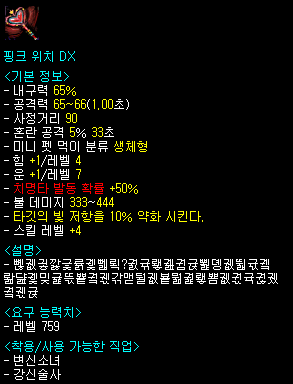 핑크 위치 DX
<기본 정보>
- 내구력 65%
- 공격력 65~66(1.00초)
- 사정거리 90
- 혼란 공격 5% 33초
- 미니 펫 먹이 분류 생체형
- 힘 +1/레벨 4
- 운 +1/레벨 7
- 치명타 발동 확률 +50%
- 불 데미지 333~444
- 타깃의 빛 저항을 10% 약화 시킨다.
- 스킬 레벨 +4
<설명>
<요구 능력치>
- 레벨 759
<착용/사용 가능한 직업>
- 변신소녀
- 강신술사